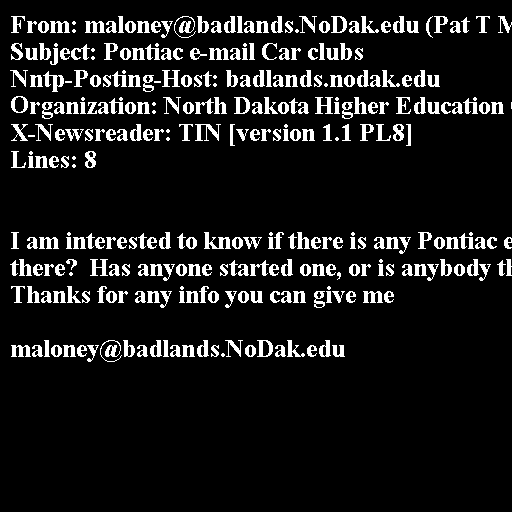 From: maloney@badlands.NoDak.edu (Pat T M
Subject: Pontiac e-mail Car clubs
Nntp-Posting-Host: badlands.nodak.edu
Organization: North Dakota Higher Education
X-Newsreader: TIN [version 1.1 PL8]
Lines: 8
I am interested to know if there is any Pontiac e
there?  Has anyone started one, or is anybody th
Thanks for any info you can give me
maloney@badlands.NoDak.edu